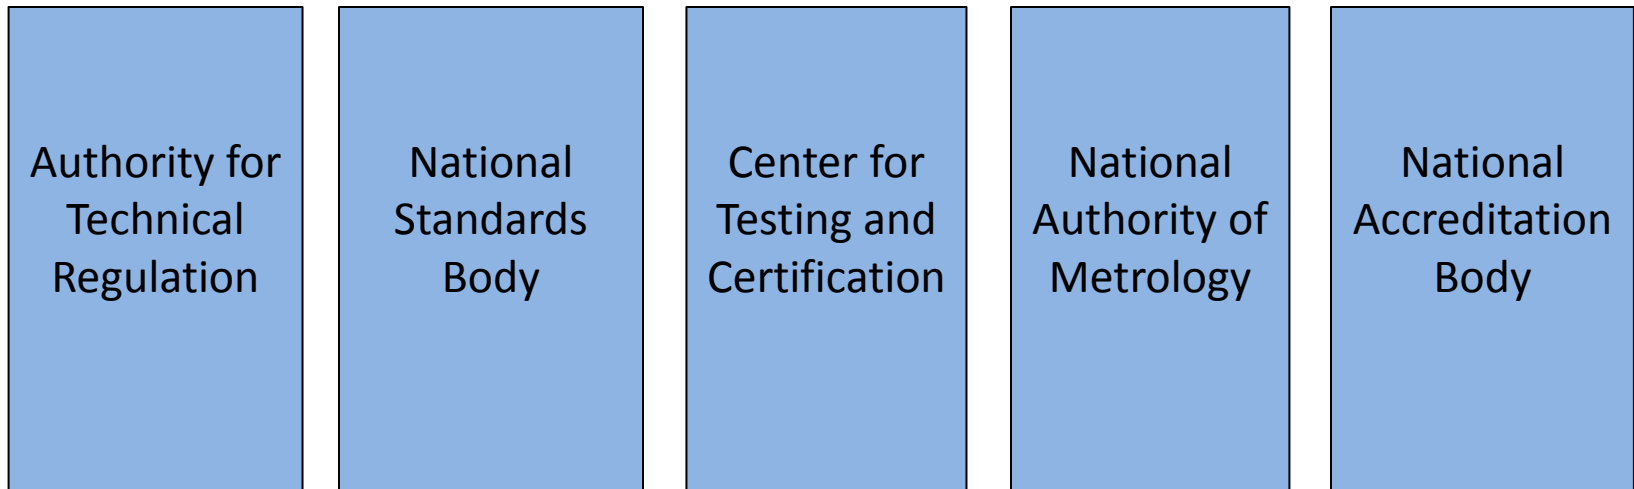 Authority for
Technical
Regulation
National
Standards
Body
Center for
Testing and
Certification
National
Authority of
Metrology
National
Accreditation
Body